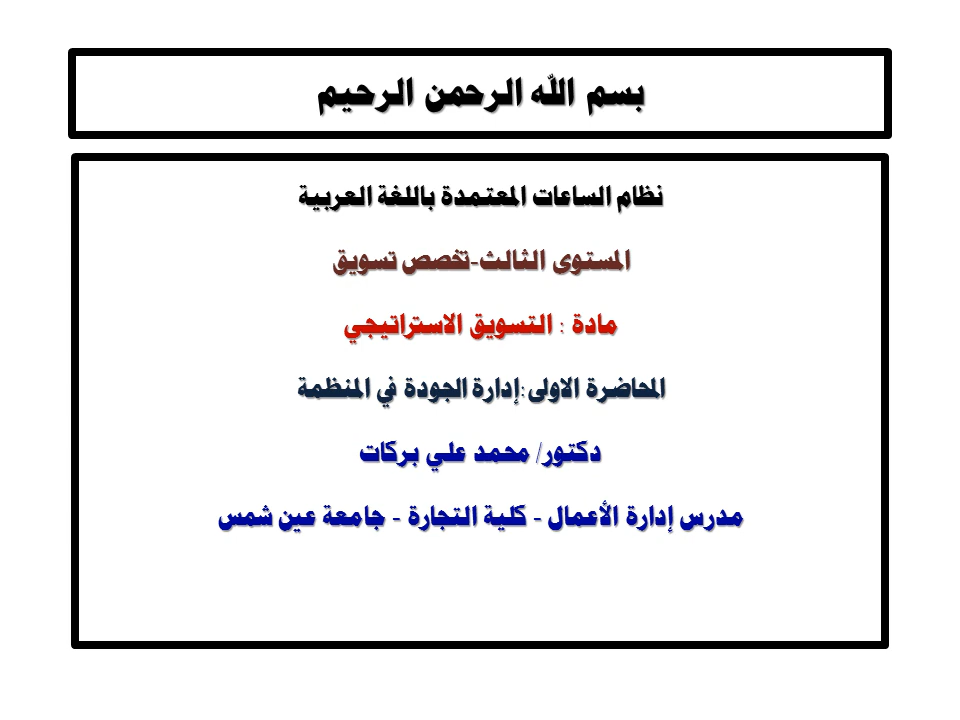 بسم الله الرحمن الرحيم
نظام الساعات المعتمدة باللغة العربية
المستوى الثالث-تخصص تسويق
مادة : التسويق الاستراتيجي
المحاضرة الاولى:إدارة الجودة في المنظمة
دكتور/ محمد علي بركات
مدرس إدارة الأعمال - كلية التجارة - جامعة عين شمس